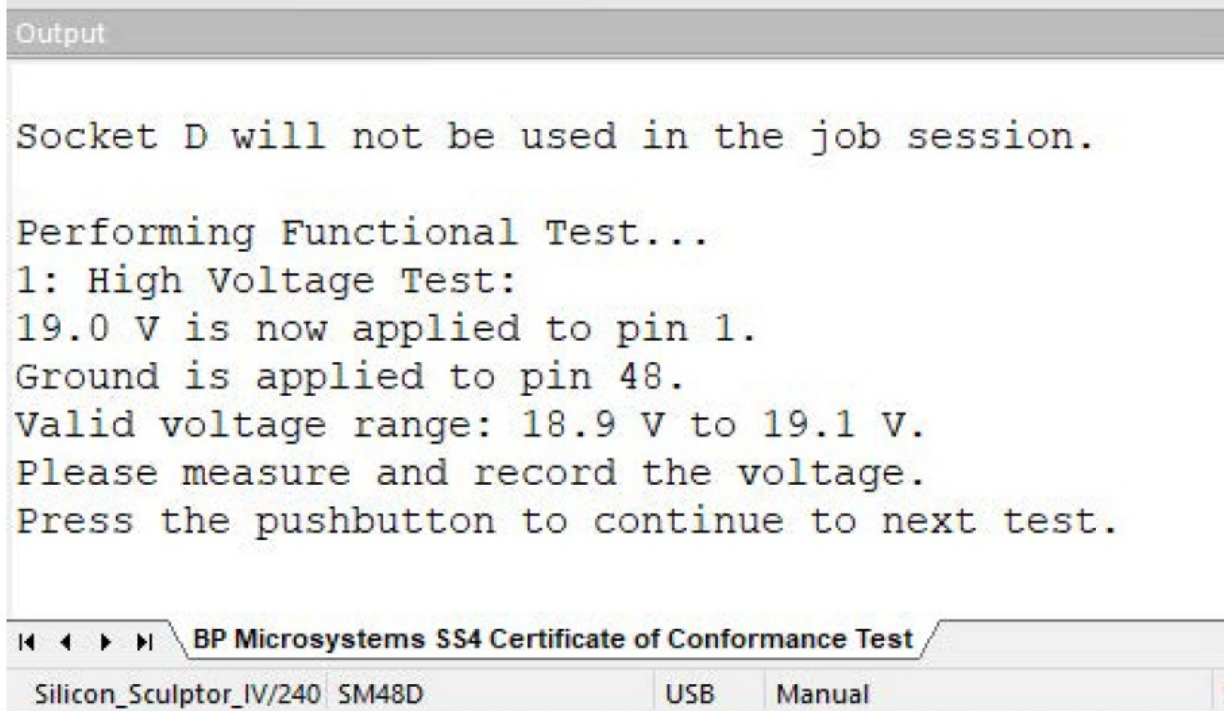 Output
Socket D will not be used in the job session.
Performing Functional Test...
1: High Voltage Test:
19.0 V is now applied to pin 1.
Ground is applied to pin 48.
Valid voltage range: 18.9 V to 19.1 V.
Please measure and record the voltage.
Press the pushbutton to continue to next test.
BP Microsystems SS4 Certificate of Conformance Test
Silicon_Sculptor_IV/240 SM48D USB Manual